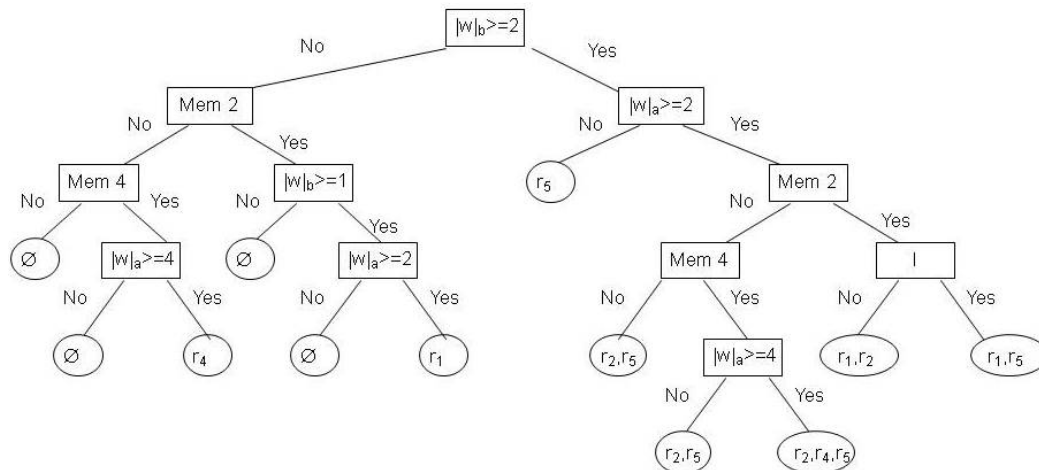 |w|b>=2
No
Yes
Mem 2
|w|a>=2
No
Yes
No
Yes
Mem 4
|w|b>=1
r5
Mem 2
No
Yes
No
Yes
No
Yes
Ø
|w|a>=4
Ø
|w|a>=2
Mem 4
I
No
Yes
No
Yes
No
Yes
No
Yes
Ø
r4
Ø
r1
r2,r5
|w|a>=4
r1,r2
r1,r5
No
Yes
r2,r5
r2,r4,r5